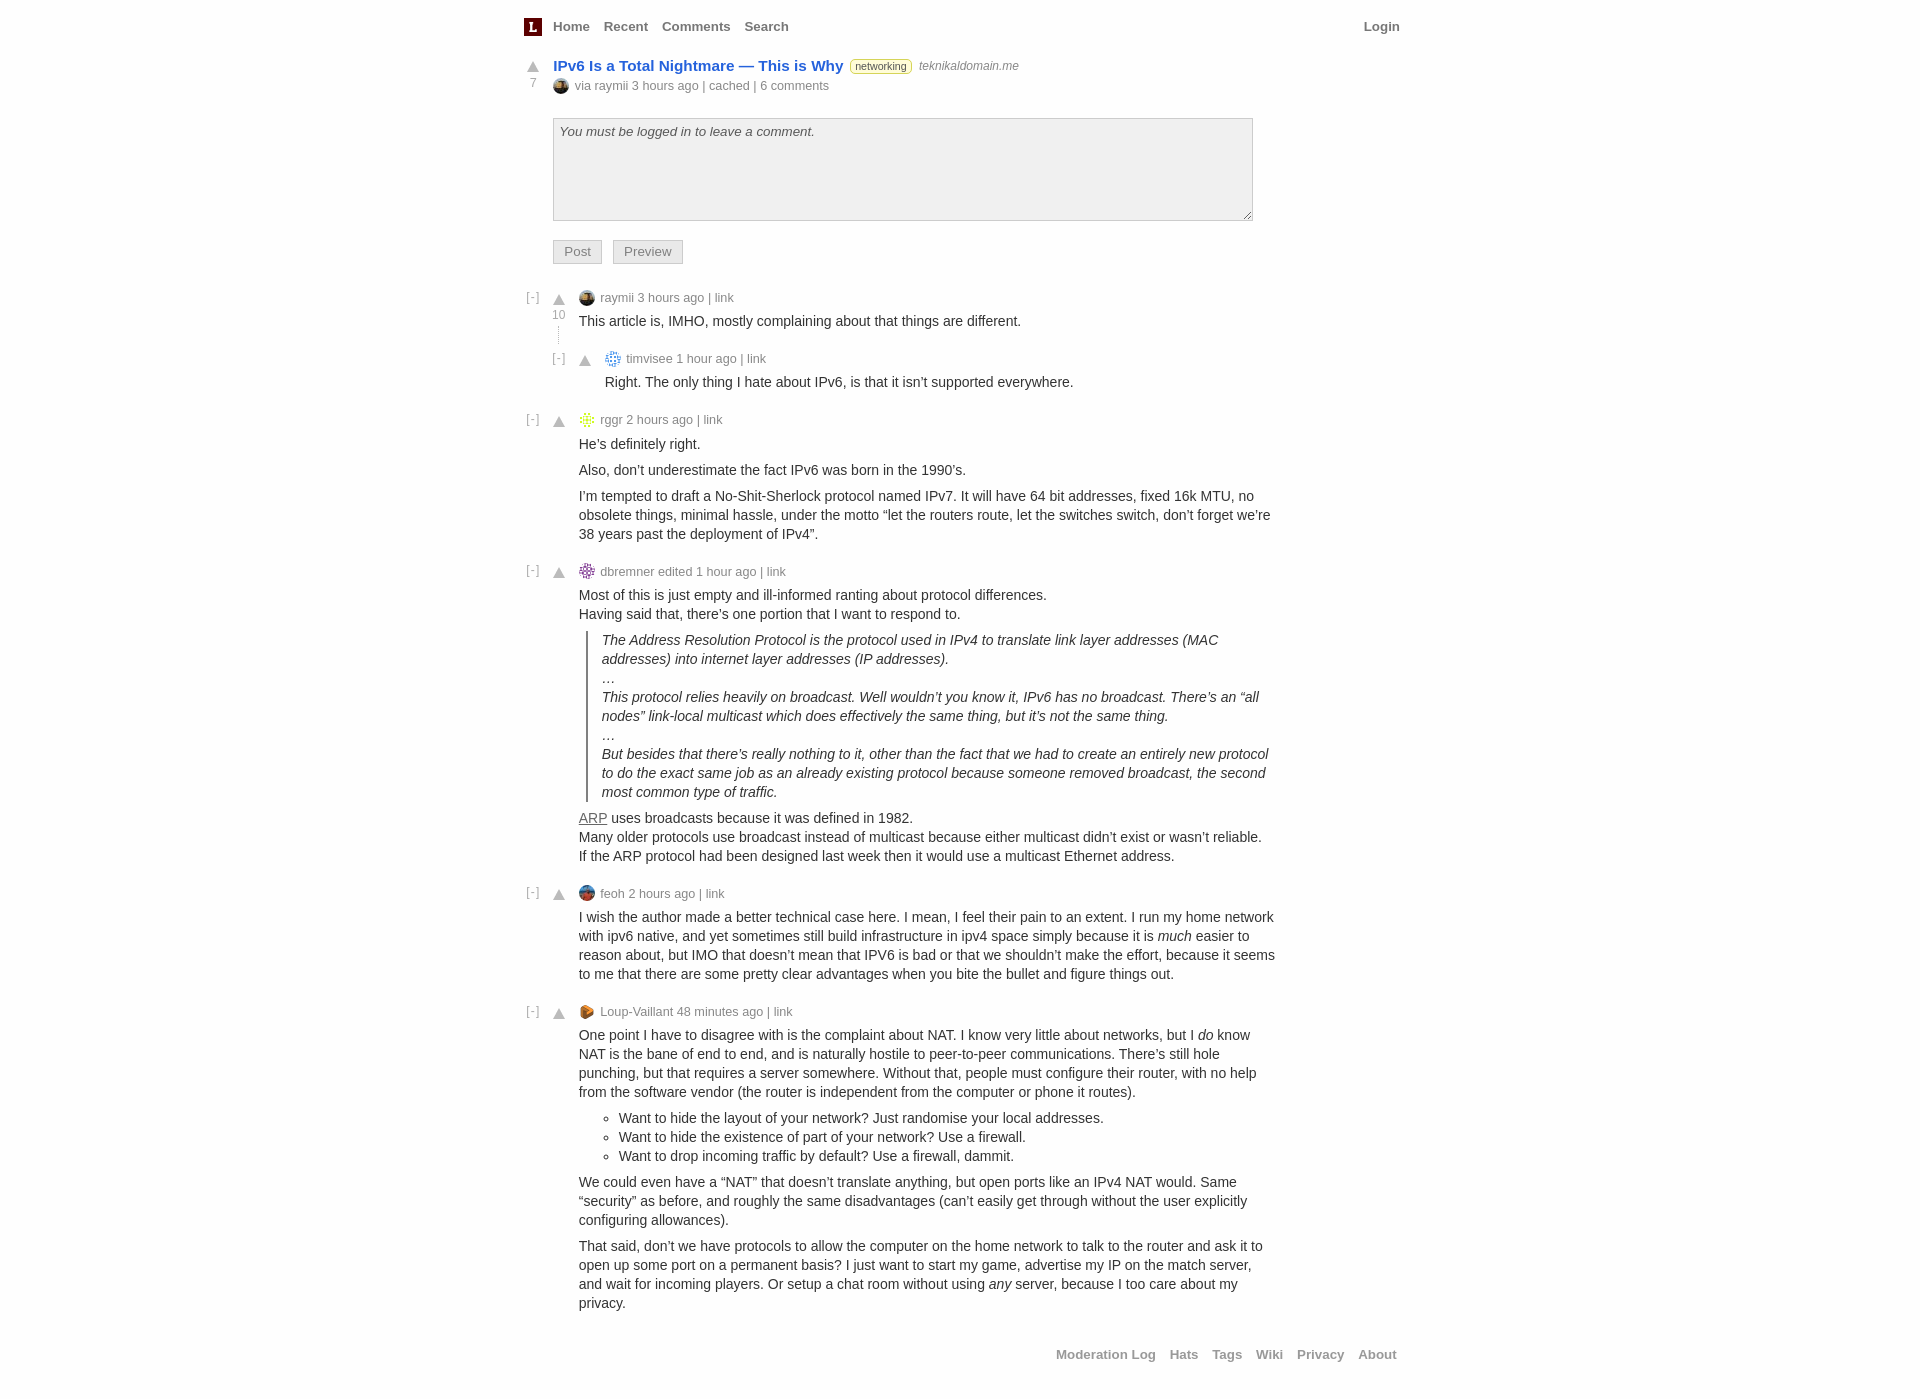 L Home Recent Comments Search Login
IPv6 Is a Total Nightmare — This is Why networking teknikaldomain.me
7
via raymii 3 hours ago | cached | 6 comments
You must be logged in to leave a comment.
Post Preview
[-] raymii 3 hours ago | link
10
This article is, IMHO, mostly complaining about that things are different.
[-] timvisee 1 hour ago | link
Right. The only thing I hate about IPv6, is that it isn’t supported everywhere.
[-] rggr 2 hours ago | link
He’s definitely right.
Also, don’t underestimate the fact IPv6 was born in the 1990’s.
I’m tempted to draft a No-Shit-Sherlock protocol named IPv7. It will have 64 bit addresses, fixed 16k MTU, no
obsolete things, minimal hassle, under the motto “let the routers route, let the switches switch, don’t forget we’re
38 years past the deployment of IPv4”.
[-] dbremner edited 1 hour ago | link
Most of this is just empty and ill-informed ranting about protocol differences.
Having said that, there’s one portion that I want to respond to.
The Address Resolution Protocol is the protocol used in IPv4 to translate link layer addresses (MAC
addresses) into internet layer addresses (IP addresses).
…
This protocol relies heavily on broadcast. Well wouldn’t you know it, IPv6 has no broadcast. There’s an “all
nodes” link-local multicast which does effectively the same thing, but it’s not the same thing.
…
But besides that there’s really nothing to it, other than the fact that we had to create an entirely new protocol
to do the exact same job as an already existing protocol because someone removed broadcast, the second
most common type of traffic.
ARP uses broadcasts because it was defined in 1982.
Many older protocols use broadcast instead of multicast because either multicast didn’t exist or wasn’t reliable.
If the ARP protocol had been designed last week then it would use a multicast Ethernet address.
[-] feoh 2 hours ago | link
I wish the author made a better technical case here. I mean, I feel their pain to an extent. I run my home network
with ipv6 native, and yet sometimes still build infrastructure in ipv4 space simply because it is much easier to
reason about, but IMO that doesn’t mean that IPV6 is bad or that we shouldn’t make the effort, because it seems
to me that there are some pretty clear advantages when you bite the bullet and figure things out.
[-] Loup-Vaillant 48 minutes ago | link
One point I have to disagree with is the complaint about NAT. I know very little about networks, but I do know
NAT is the bane of end to end, and is naturally hostile to peer-to-peer communications. There’s still hole
punching, but that requires a server somewhere. Without that, people must configure their router, with no help
from the software vendor (the router is independent from the computer or phone it routes).
Want to hide the layout of your network? Just randomise your local addresses.
Want to hide the existence of part of your network? Use a firewall.
Want to drop incoming traffic by default? Use a firewall, dammit.
We could even have a “NAT” that doesn’t translate anything, but open ports like an IPv4 NAT would. Same
“security” as before, and roughly the same disadvantages (can’t easily get through without the user explicitly
configuring allowances).
That said, don’t we have protocols to allow the computer on the home network to talk to the router and ask it to
open up some port on a permanent basis? I just want to start my game, advertise my IP on the match server,
and wait for incoming players. Or setup a chat room without using any server, because I too care about my
privacy.
Moderation Log Hats Tags Wiki Privacy About